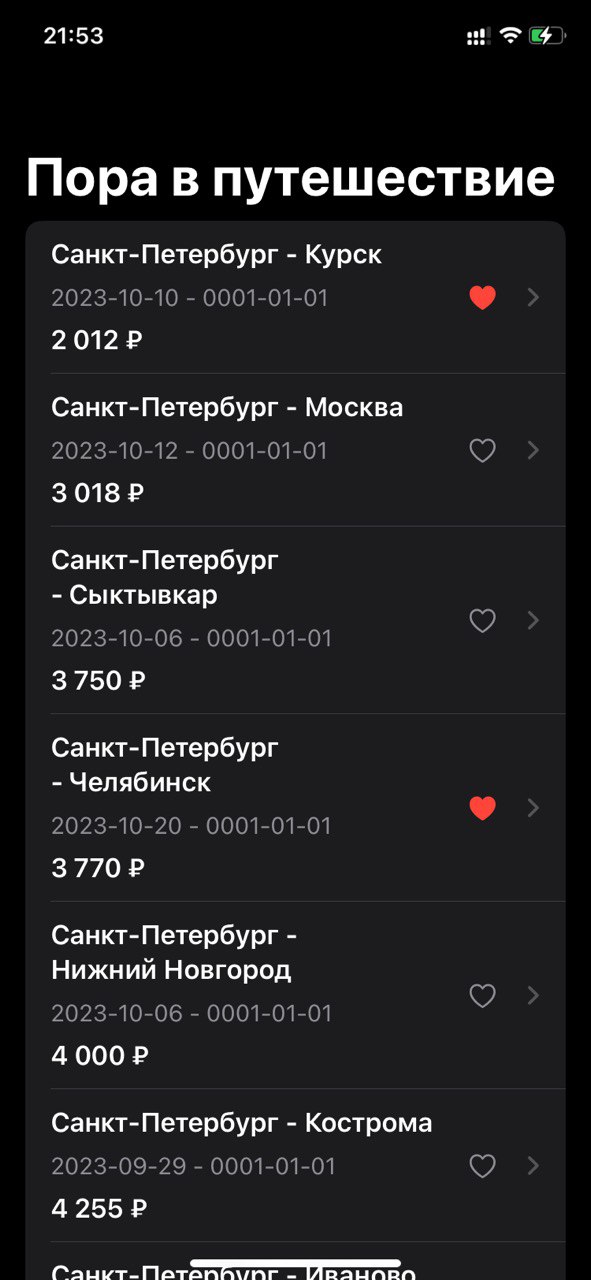 21:53
Пора в путешествие
Санкт-Петербург - Курск
2023-10-10 - 0001-01-01
2 012 ₽
Санкт-Петербург - Москва
2023-10-12 - 0001-01-01
3 018 ₽
Санкт-Петербург
- Сыктывкар
2023-10-06 - 0001-01-01
3 750 ₽
Санкт-Петербург
- Челябинск
2023-10-20 - 0001-01-01
3 770 ₽
Санкт-Петербург -
Нижний Новгород
2023-10-06 - 0001-01-01
4 000 ₽
Санкт-Петербург - Кострома
2023-09-29 - 0001-01-01
4 255 ₽
Санкт-Петербург - Иваново